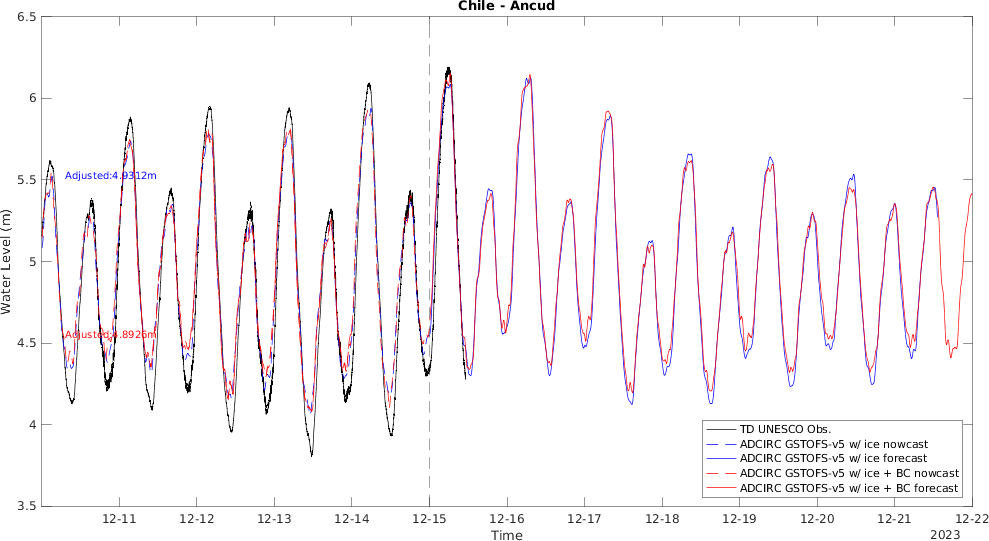 Chile - Ancud
6.5
6
5.5
5
4.5
4
3.5
Water Level (m)
Adjusted:4.9312m
Adjusted:4.8926m
TD UNESCO Obs.
ADCIRC GSTOFS-v5 w/ ice nowcast
ADCIRC GSTOFS-v5 w/ ice forecast
ADCIRC GSTOFS-v5 w/ ice + BC nowcast
ADCIRC GSTOFS-v5 w/ ice + BC forecast
12-11 12-12 12-13 12-14 12-15 12-16 12-17 12-18 12-19 12-20 12-21 12-22
Time
2023